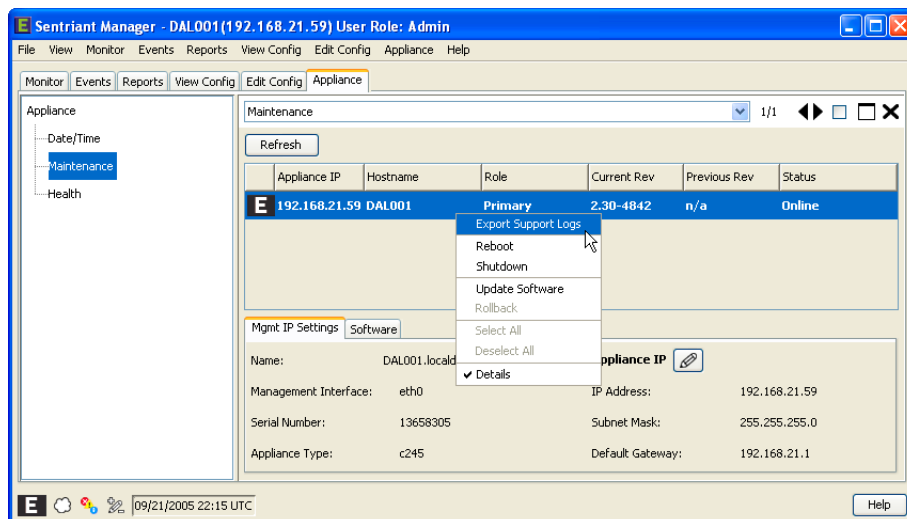 E Sentriant Manager - DAL001(192.168.21.59) User Role: Admin
File View Monitor Events Reports View Config Edit Config Appliance Help
Monitor Events Reports View Config Edit Config Appliance
Appliance
Date/Time
Maintenance
Health
Maintenance 1/1
Refresh
Appliance IP Hostname Role Current Rev Previous Rev Status
E 192.168.21.59 DAL001 Primary 2.30-4842 n/a Online
Export Support Logs
Reboot
Shutdown
Update Software
Rollback
Select All
Deselect All
Details
Mgmt IP Settings Software
Name: DAL001.locald
ppliance IP
Management Interface: eth0 IP Address: 192.168.21.59
Serial Number: 13658305 Subnet Mask: 255.255.255.0
Appliance Type: c245 Default Gateway: 192.168.21.1
E 09/21/2005 22:15 UTC Help